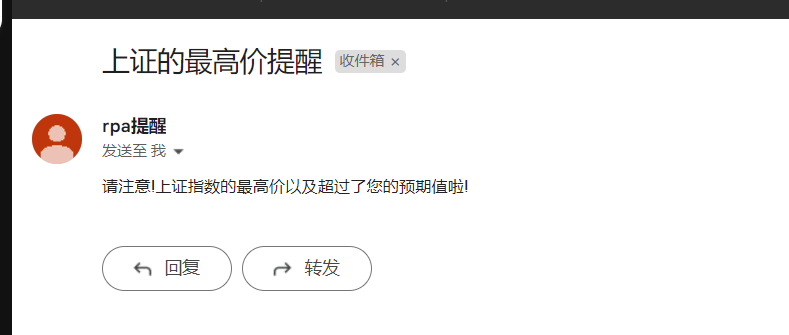 上证的最高价提醒 收件箱 ×
rpa提醒
发送至 我
请注意!上证指数的最高价以及超过了您的预期值啦!
回复 转发